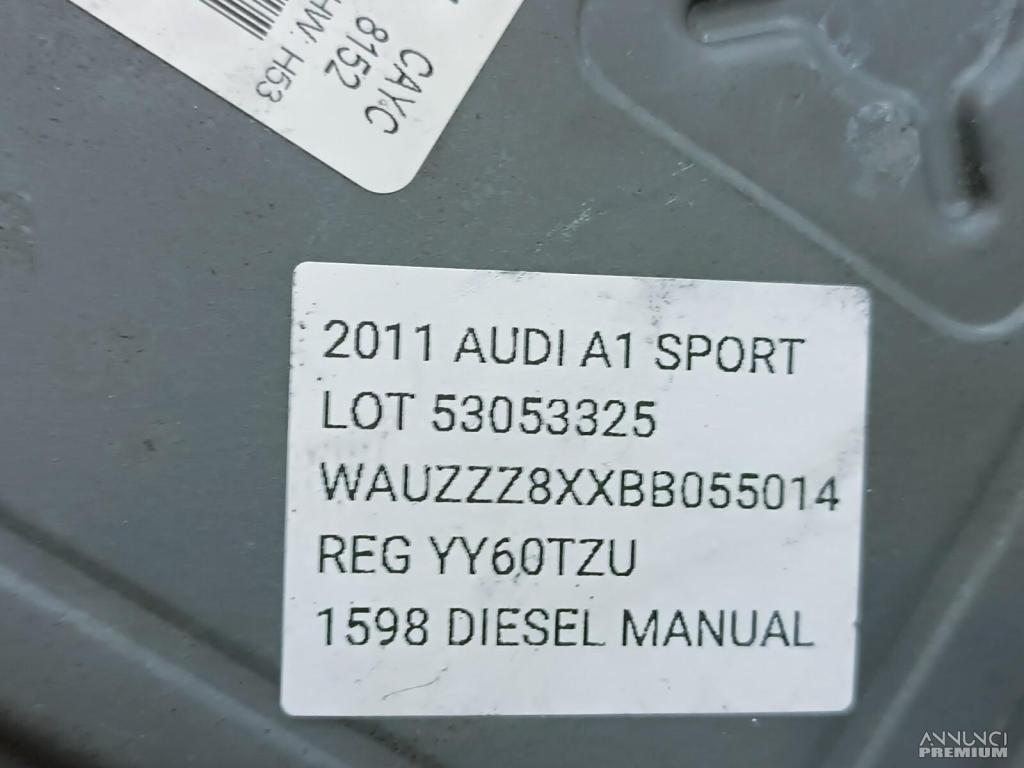 CAYC
8152
HW: H53
2011 AUDI A1 SPORT
LOT 53053325
WAUZZZ8XXBB055014
REG YY60TZU
1598 DIESEL MANUAL
ANNUNCI
PREMIUM